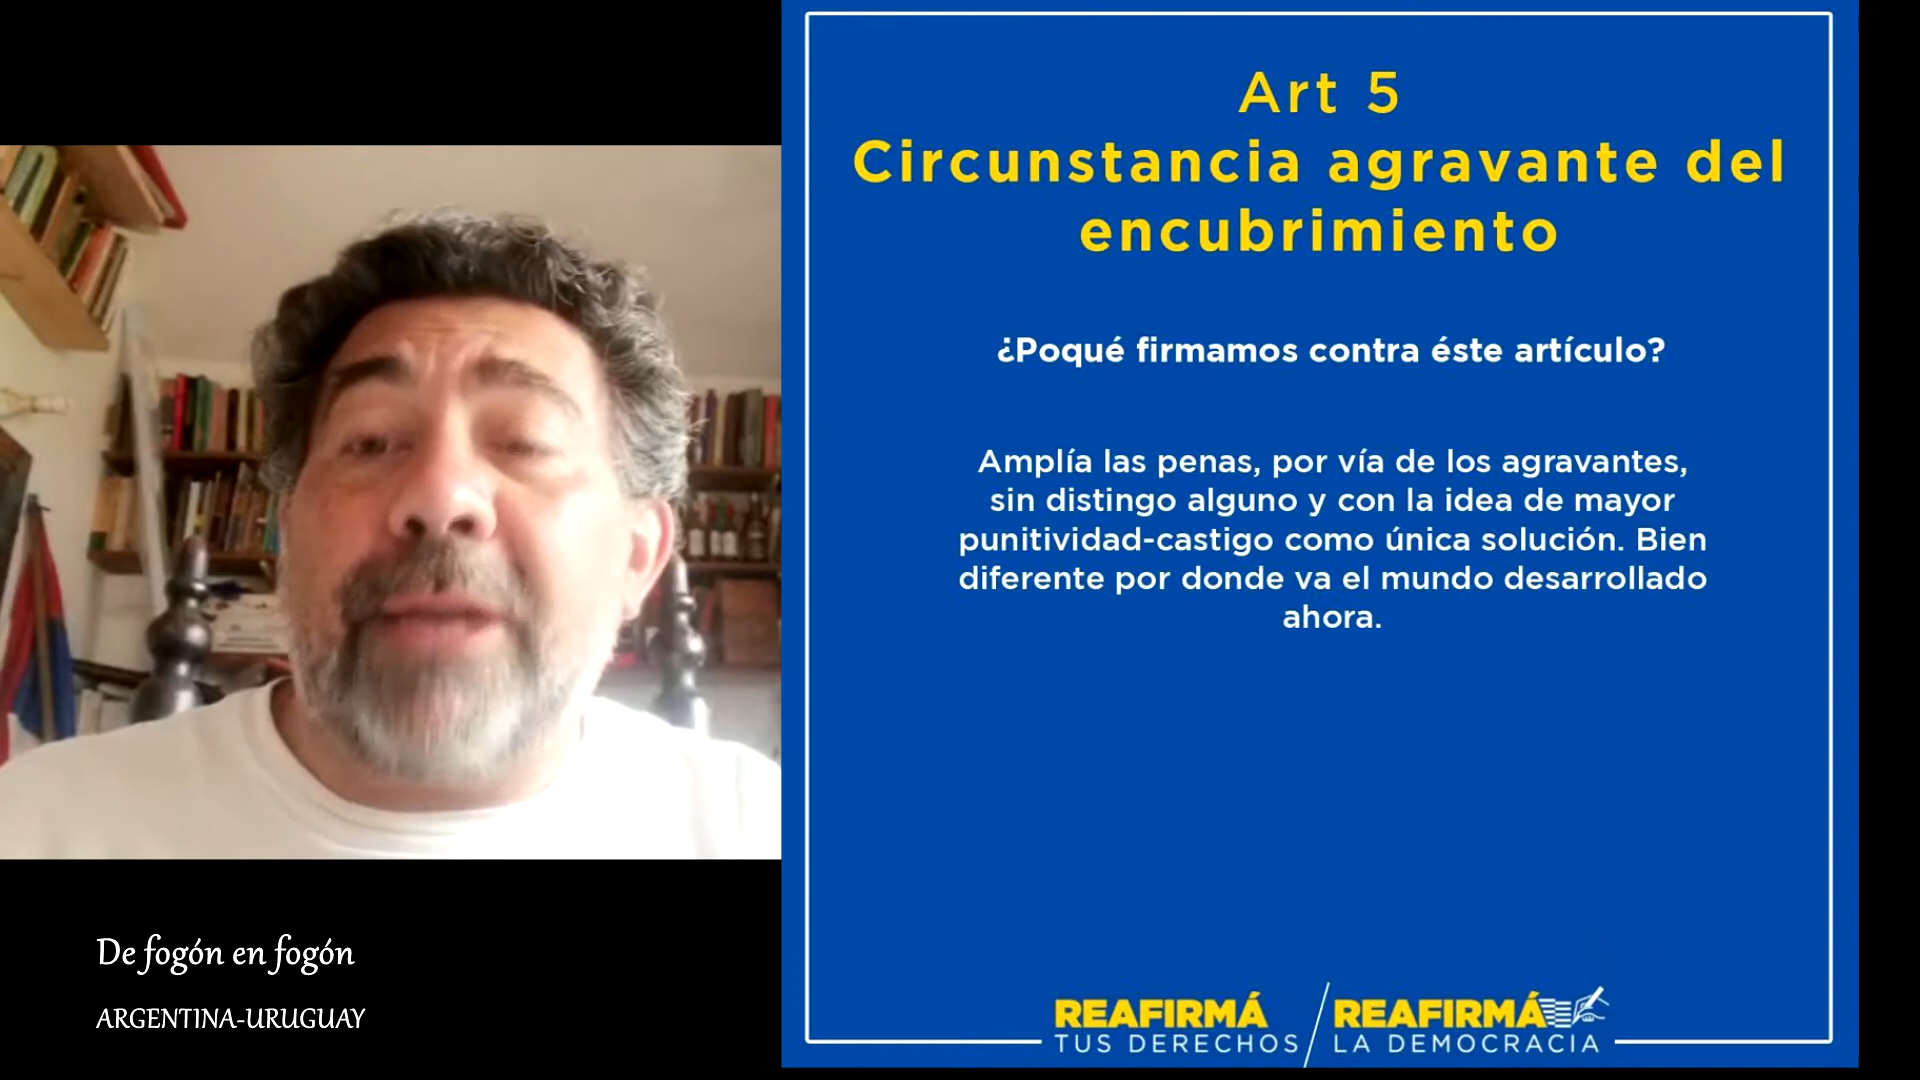 Art 5
Circunstancia agravante del
encubrimiento
¿Poqué firmamos contra éste artículo?
Amplía las penas, por vía de los agravantes,
sin distingo alguno y con la idea de mayor
punitividad-castigo como única solución. Bien
diferente por donde va el mundo desarrollado
ahora.
De fogón en fogón
ARGENTINA-URUGUAY
REAFIRMÁ
TUS DERECHOS
REAFIRMÁ
LA DEMOCRACIA